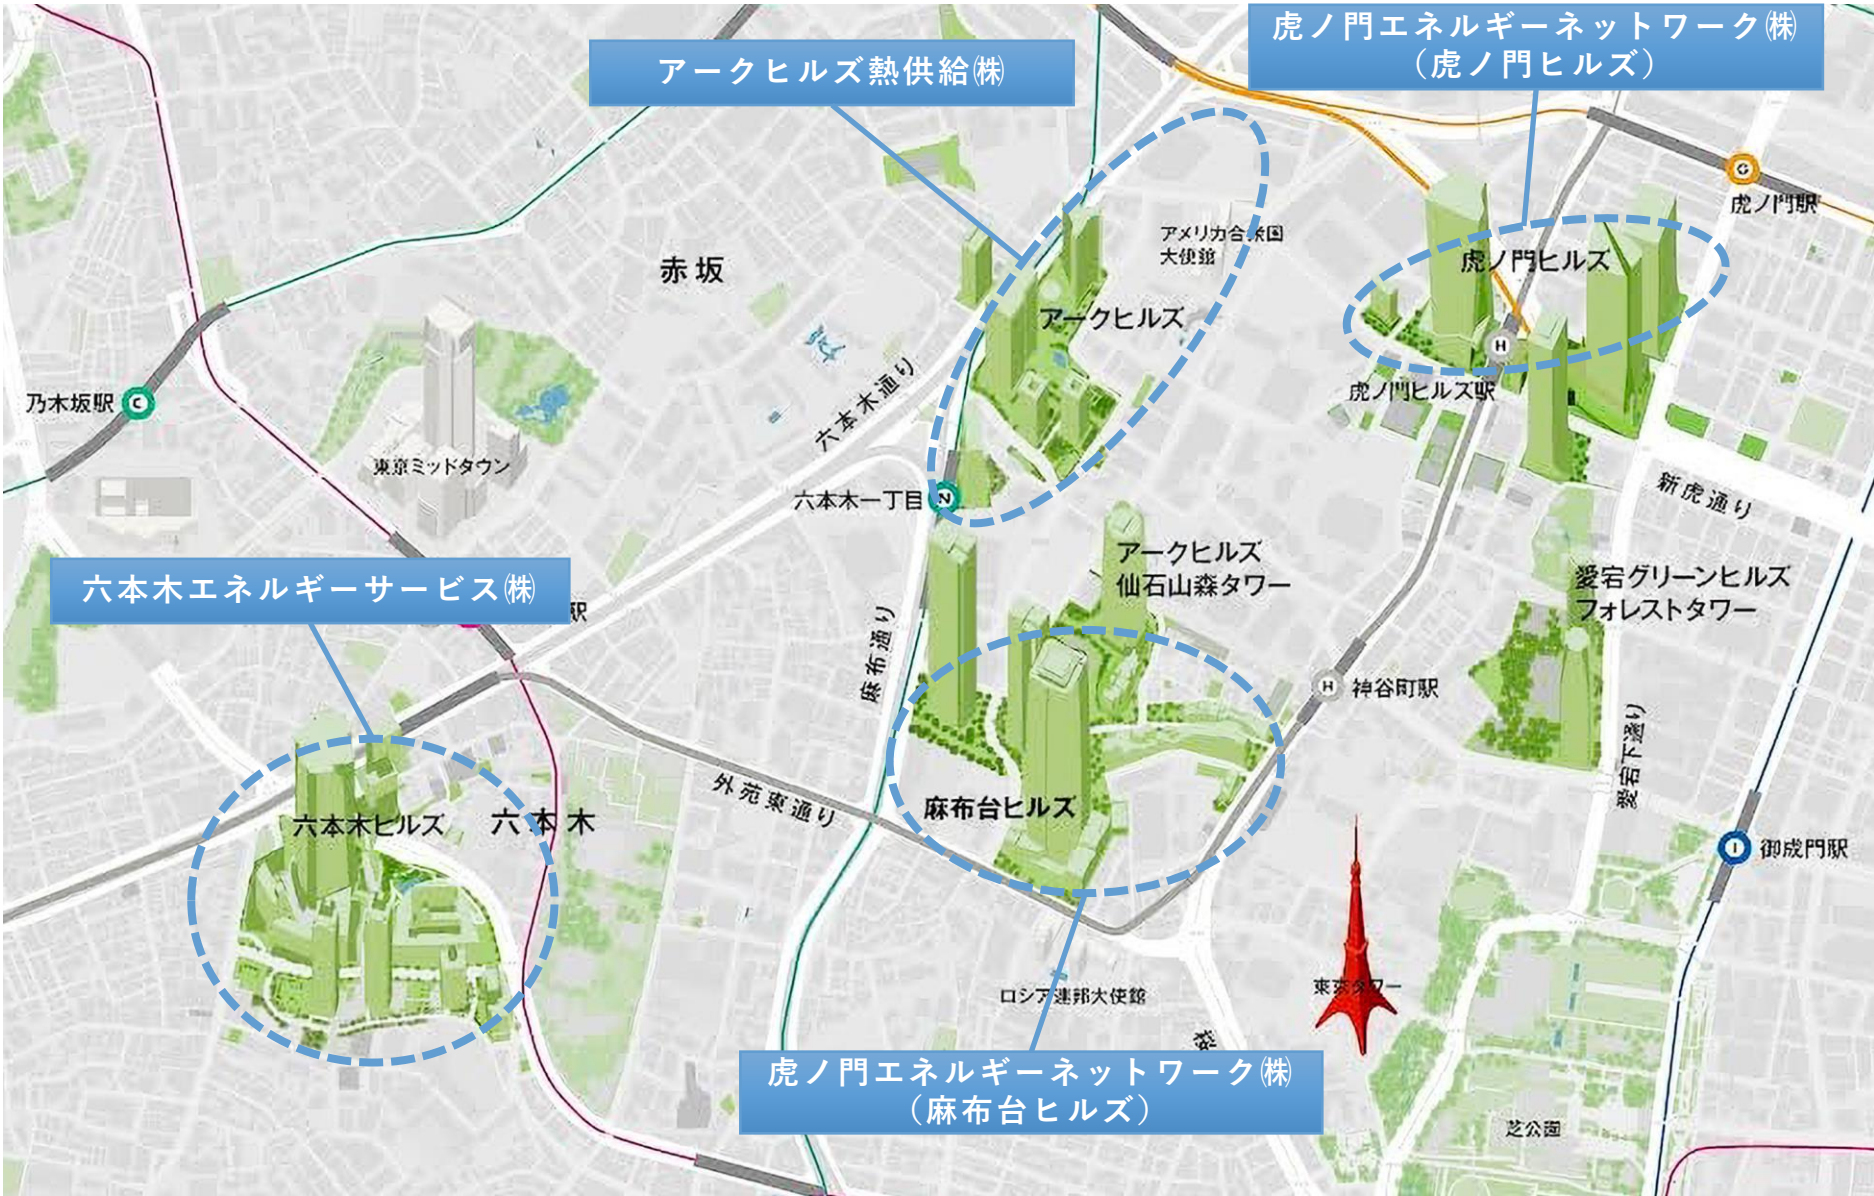 虎ノ門エネルギーネットワーク㈱
（虎ノ門ヒルズ）
アークヒルズ熱供給㈱
G
虎ノ門駅
アメリカ合衆国
大使館
虎ノ門ヒルズ
赤坂
アークヒルズ
H
虎ノ門ヒルズ駅
乃木坂駅
C
六本木通り
東京ミッドタウン
六本木一丁目
N
新虎通り
アークヒルズ
仙石山森タワー
愛宕グリーンヒルズ
フォレストタワー
六本木エネルギーサービス㈱
駅
麻布通り
H
神谷町駅
愛宕下通り
外苑東通り
麻布台ヒルズ
六本木ヒルズ
六本木
I
御成門駅
ロシア連邦大使館
東京タワー
桜
虎ノ門エネルギーネットワーク㈱
（麻布台ヒルズ）
芝公園